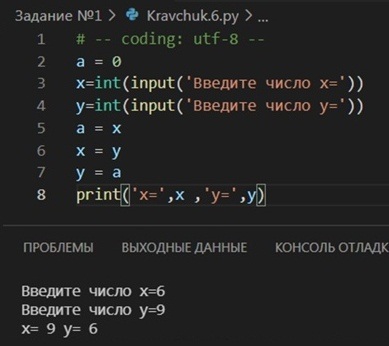 Задание №1 > Kravchuk.6.py > ...
1 # -- coding: utf-8 --
2 a = 0
3 x=int(input('Введите число x='))
4 y=int(input('Введите число y='))
5 a = x
6 x = y
7 y = a
8 print('x=',x ,'y=',y)
ПРОБЛЕМЫ ВЫХОДНЫЕ ДАННЫЕ КОНСОЛЬ ОТЛАДК
Введите число x=6
Введите число y=9
x= 9 y= 6